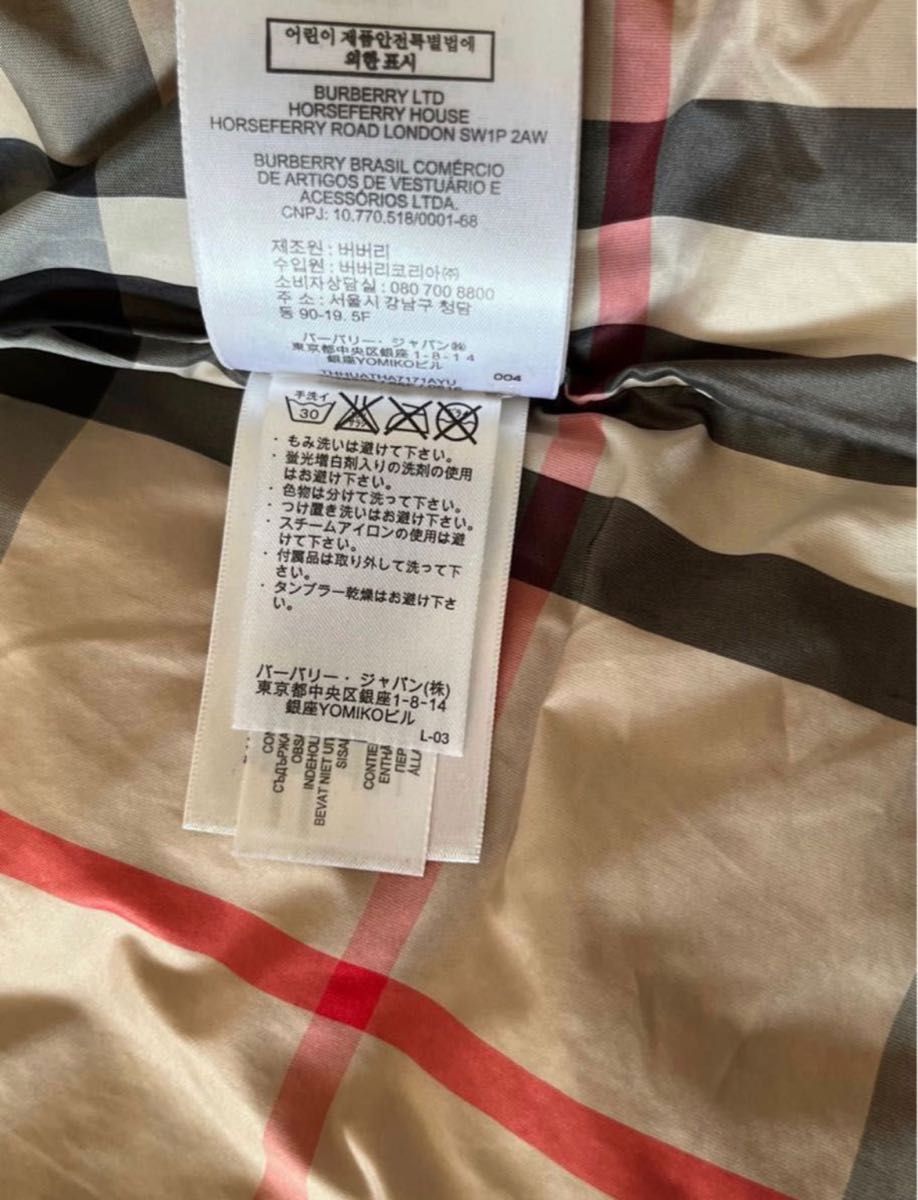 어린이 제품안전특별법에
의한 표시
BURBERRY LTD
HORSEFERRY HOUSE
HORSEFERRY ROAD LONDON SW1P 2AW
BURBERRY BRASIL COMÉRCIO
DE ARTIGOS DE VESTUÁRIO E
ACESSÓRIOS LTDA.
CNPJ: 10.770.518/0001-68
제조원 : 버버리
수입원 : 버버리코리아㈜
소비자상담실 : 080 700 8800
주 소 : 서울시 강남구 청담
동 90-19. 5F
バーバリー・ジャパン㈱
東京都中央区銀座1-8-14
銀座YOMIKOビル
THHUATHA7171AYU
004
手洗イ
30
・もみ洗いは避けて下さい。
・蛍光増白剤入りの洗剤の使用
はお避け下さい。
・色物は分けて洗って下さい。
・つけ置き洗いはお避け下さい。
・スチームアイロンの使用は避
けて下さい。
・付属品は取り外して洗って下
さい。
・タンブラー乾燥はお避け下さ
い。
バーバリー・ジャパン(株)
東京都中央区銀座1-8-14
銀座YOMIKOビル
L-03
СЪДЪРЖА
OBSA
INDEHOL
BEVAT NIET UIT
SISÄ
CONTIE
ENTHÄ
ПЕР
ÄLLA